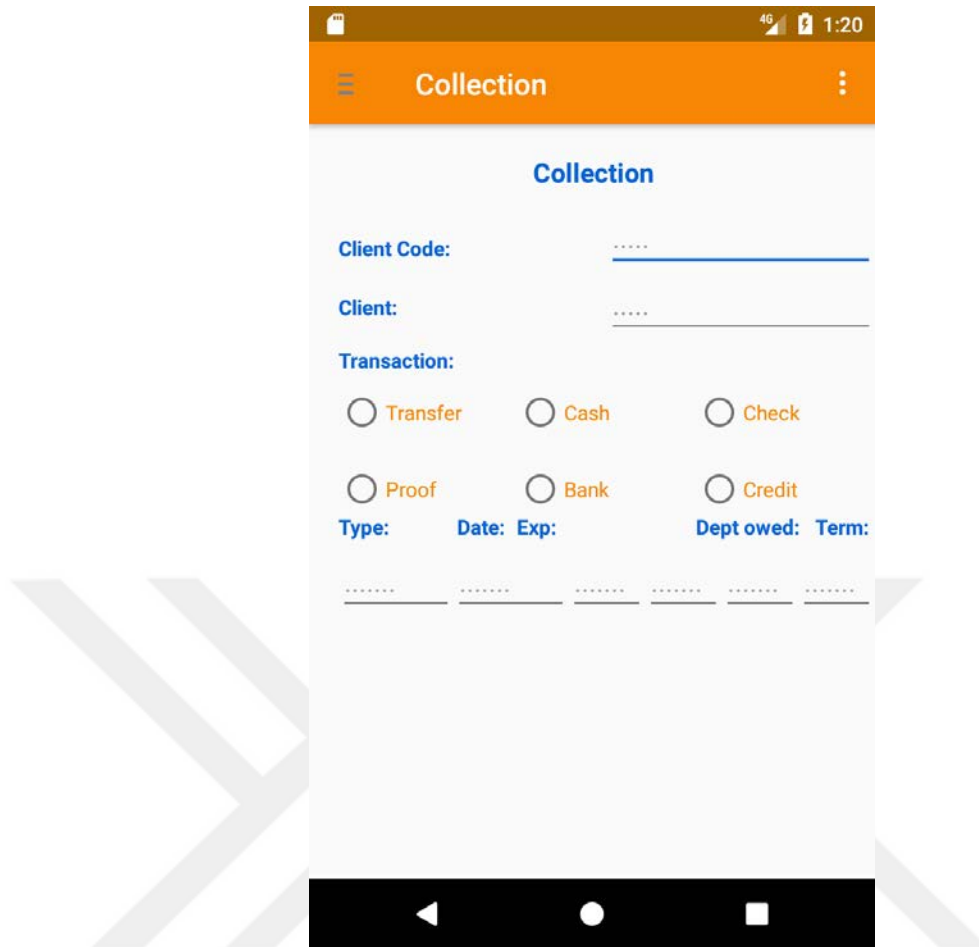 4G 1:20
Collection
Collection
Client Code: .....
Client: .....
Transaction:
Transfer Cash Check
Proof Bank Credit
Type: Date: Exp: Dept owed: Term:
....... ....... ....... ....... ....... .......